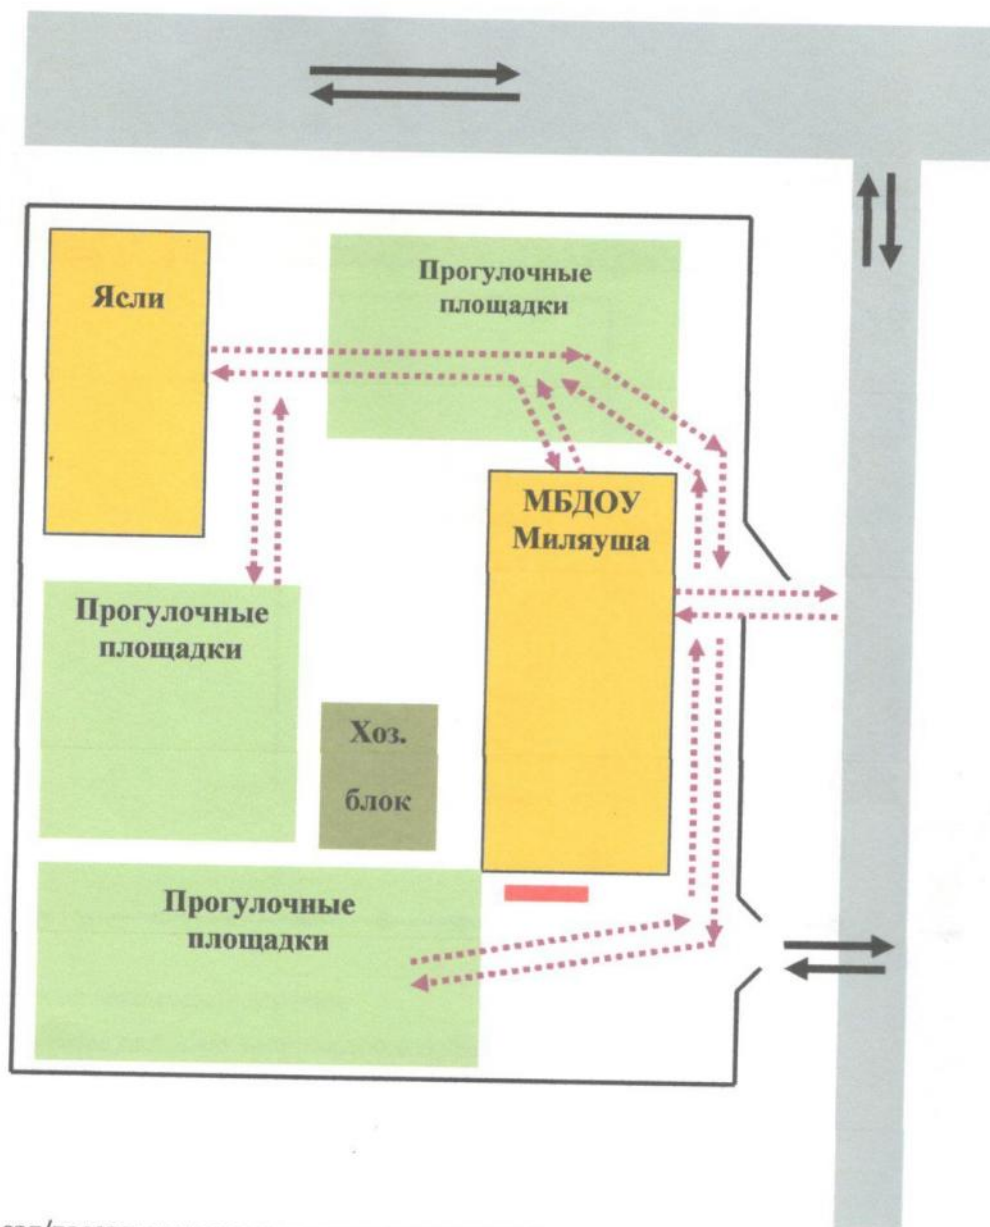 Ясли
Прогулочные
площадки
МБДОУ
Миляуша
Прогулочные
площадки
Хоз.
блок
Прогулочные
площадки